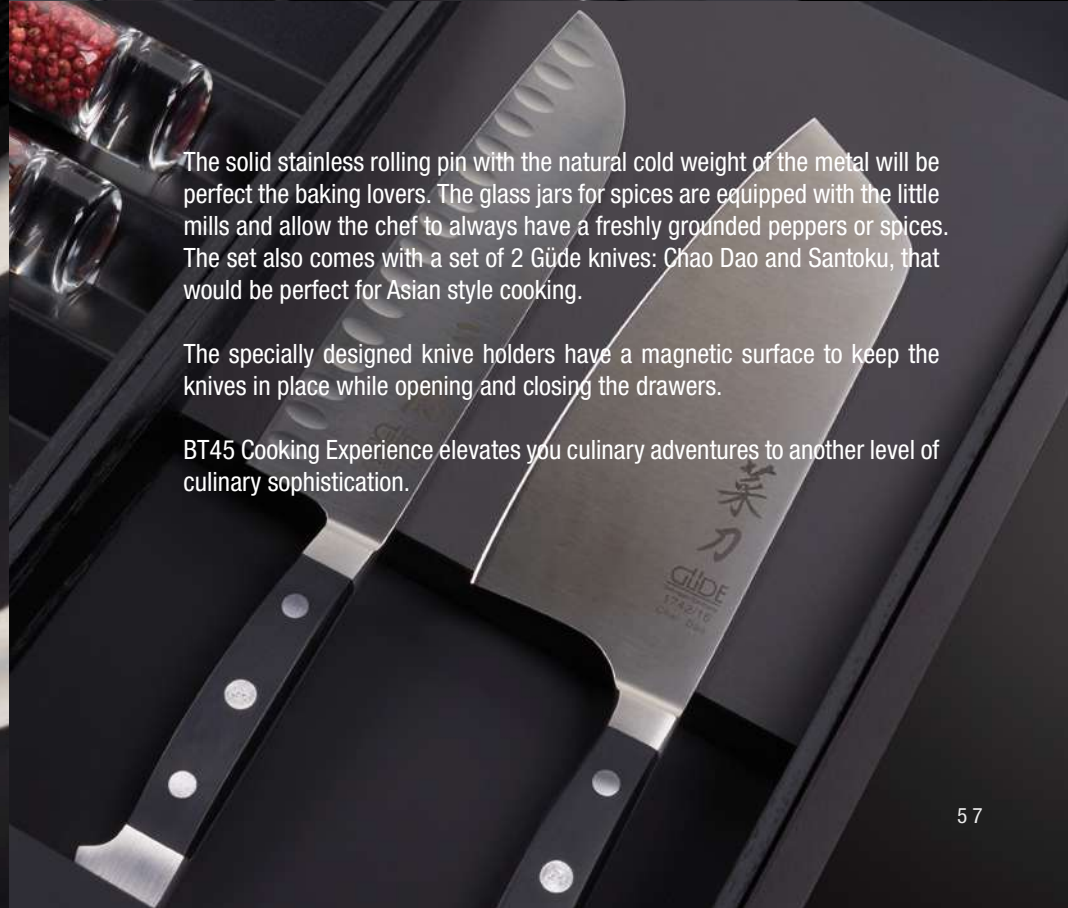 The solid stainless rolling pin with the natural cold weight of the metal will be
perfect the baking lovers. The glass jars for spices are equipped with the little
mills and allow the chef to always have a freshly grounded peppers or spices.
The set also comes with a set of 2 Güde knives: Chao Dao and Santoku, that
would be perfect for Asian style cooking.
The specially designed knive holders have a magnetic surface to keep the
knives in place while opening and closing the drawers.
BT45 Cooking Experience elevates you culinary adventures to another level of
culinary sophistication.
菜
刀
GÜDE
1742/16
Chai Dao
57